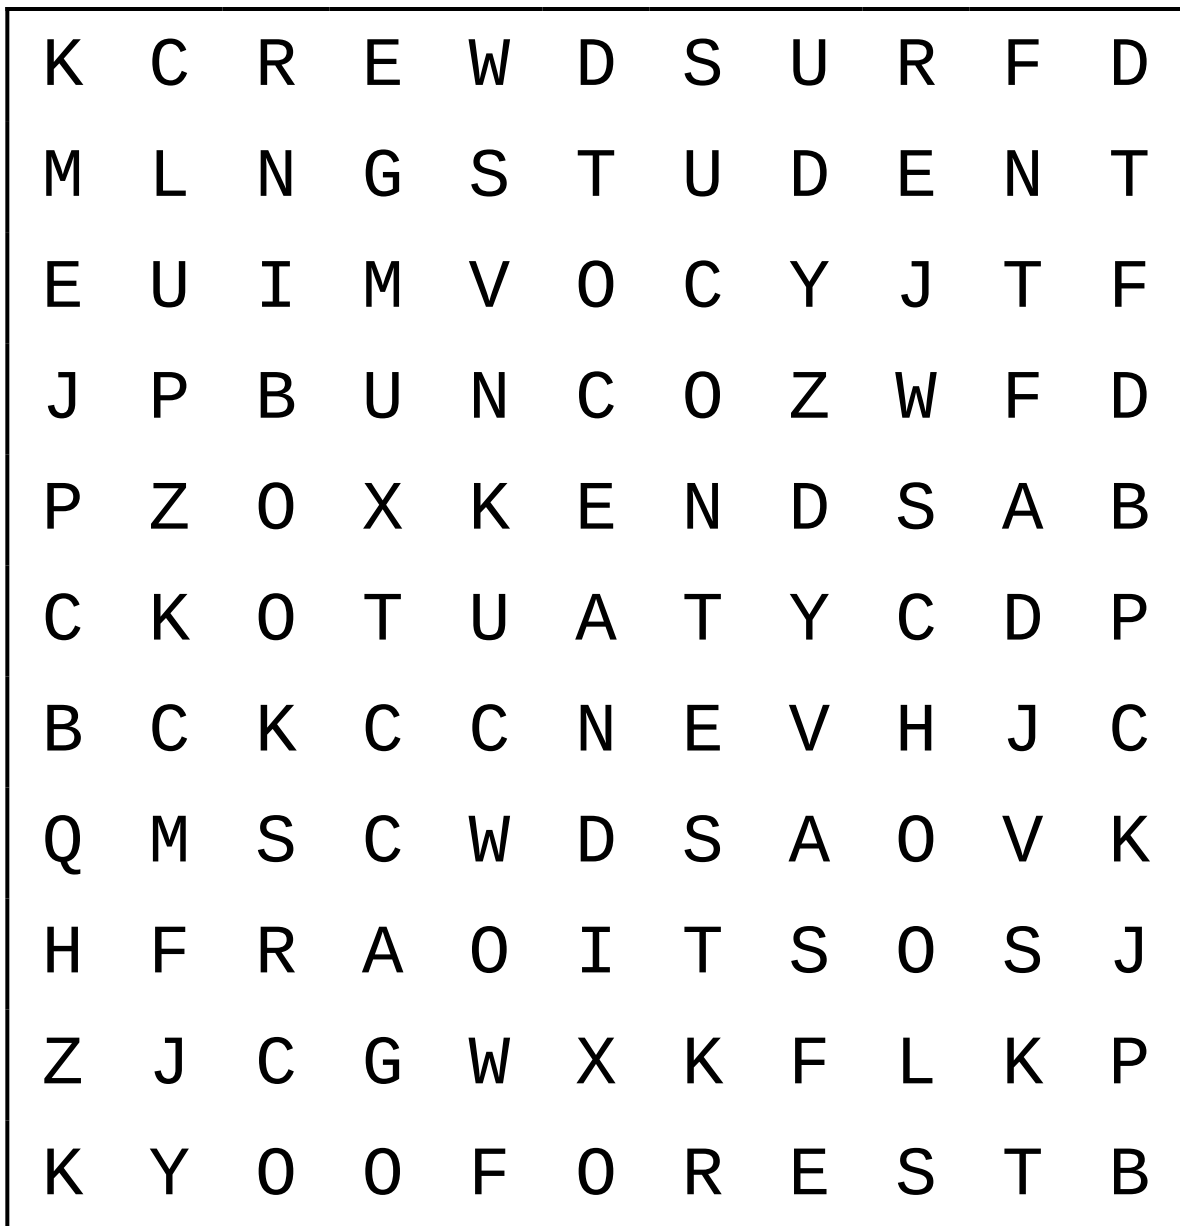 K C R E W D S U R F D
M L N G S T U D E N T
E U I M V O C Y J T F
J P B U N C O Z W F D
P Z O X K E N D S A B
C K O T U A T Y C D P
B C K C C N E V H J C
Q M S C W D S A O V K
H F R A O I T S O S J
Z J C G W X K F L K P
K Y O O F O R E S T B